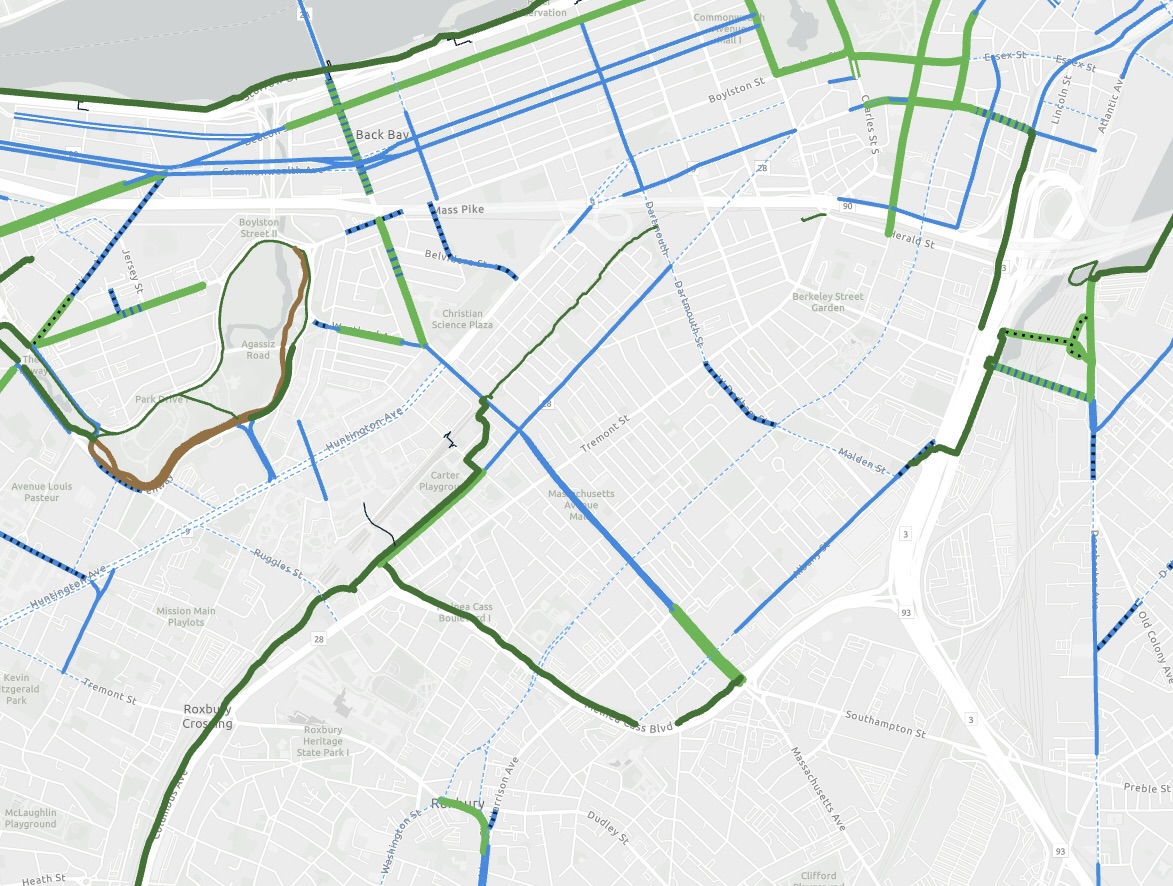 Reservation
Commonwealth
Avenue
Mall I
Essex St
Essex St
Storrow Dr
Boylston St
Lincoln St
Atlantic Ave
Charles St S
Back Bay
Beacon
Commonwealth Ave
28
Mass Pike
90
Boylston
Street II
Dartmouth
Herald St
Jersey St
Belvidere St
93
Dartmouth St
Berkeley Street
Garden
Christian
Science Plaza
Agassiz
Road
The
Park Drive I
28
Huntington Ave
Tremont St
W Dedham St
Malden St
Avenue Louis
Pasteur
Carter
Playground
Massachusetts
Avenue
Mall
Fenway
9
3
Ruggles St
Albany St
Huntington Ave
Dorchester Ave
Mission Main
Playlots
Melnea Cass
Boulevard I
93
Old Colony Ave
28
Kevin
Fitzgerald
Park
Tremont St
Roxbury
Crossing
Melnea Cass Blvd
3
Southampton St
Roxbury
Heritage
State Park I
Massachusetts Ave
Harrison Ave
Columbus Ave
Preble St
Roxbury
McLaughlin
Playground
Washington St
Dudley St
93
Heath St
Clifford
Playground